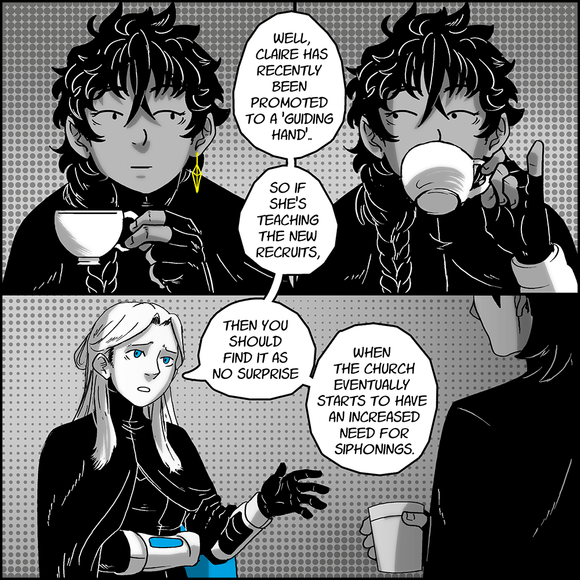 WELL,
CLAIRE HAS
RECENTLY
BEEN
PROMOTED
TO A 'GUIDING
HAND'..
SO IF
SHE'S
TEACHING
THE NEW
RECRUITS,
THEN YOU
SHOULD
FIND IT AS
NO SURPRISE
WHEN
THE CHURCH
EVENTUALLY
STARTS TO HAVE
AN INCREASED
NEED FOR
SIPHONINGS.